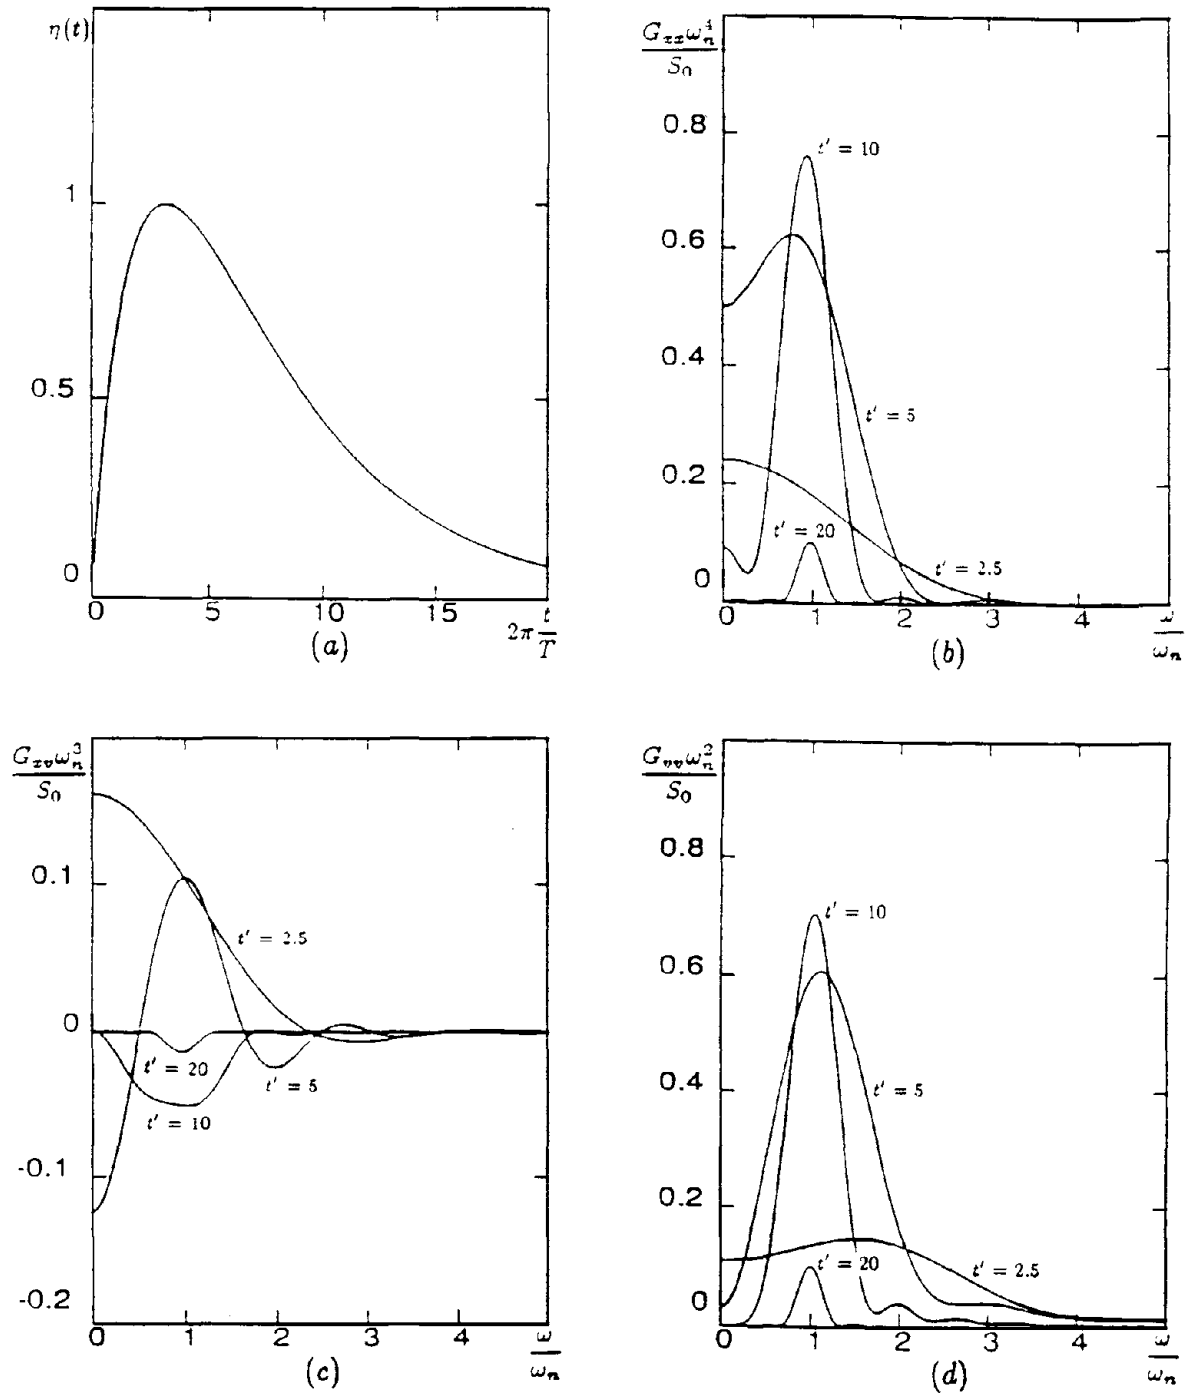 η(t)
1
0.5
0
0 5 10 15
2π t/T
(a)
G_xx ω_n^4 / S_0
0.8
0.6
0.4
0.2
0
t' = 10
t' = 5
t' = 20
t' = 2.5
0 1 2 3 4
ω/ω_n
(b)
G_xv ω_n^3 / S_0
0.1
0
-0.1
-0.2
t' = 2.5
t' = 20
t' = 5
t' = 10
0 1 2 3 4
ω/ω_n
(c)
G_vv ω_n^2 / S_0
0.8
0.6
0.4
0.2
0
t' = 10
t' = 5
t' = 20
t' = 2.5
0 1 2 3 4
ω/ω_n
(d)